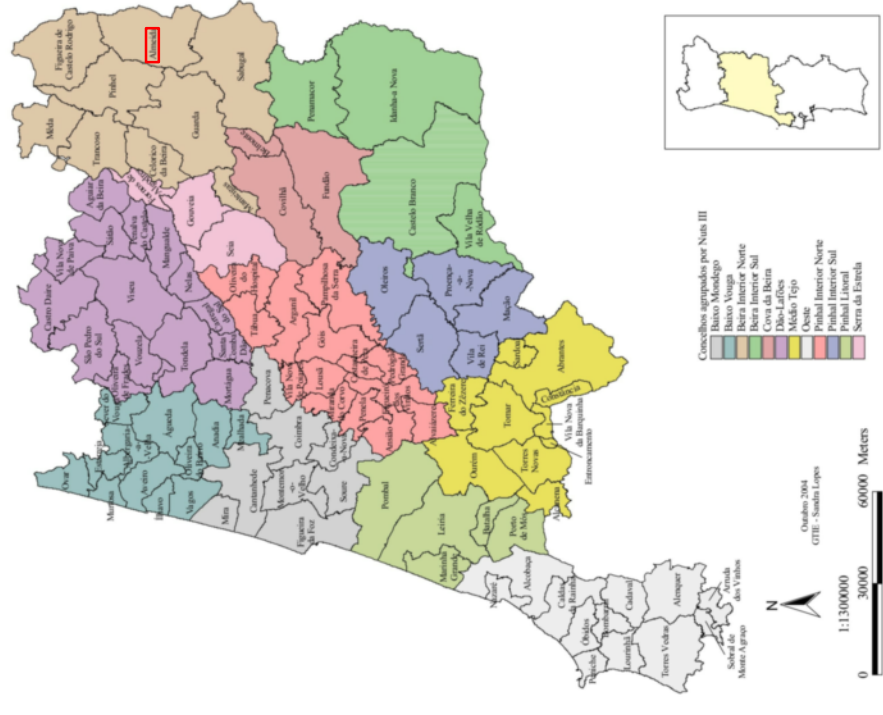 Figueira de
Castelo Rodrigo
Almeida
Sabugal
Mêda
Pinhel
Trancoso
Guarda
Celorico
da Beira
Manteigas
Penamacor
Idanha-a Nova
Castelo Branco
Vila Velha
de Ródão
Belmonte
Covilhã
Fundão
Aguiar
da Beira
Gouveia
Seia
Vila Nova
de Paiva
Sátão
Penalva
do Castelo
Mangualde
Castro Daire
Viseu
Nelas
São Pedro
do Sul
Vouzela
Oliveira
de Frades
Tondela
Santa
Comba
Dão
Mortágua
Oliveira
do
Hospital
Tábua
Arganil
Pampilhosa
da Serra
Góis
Lousã
Penela
Ansião
Oleiros
Proença-
a-
-Nova
Mação
Sertã
Vila
de Rei
Sardoal
Abrantes
Constância
Ferreira
do Zêzere
Tomar
Vila Nova
da Barquinha
Entroncamento
Ourém
Torres
Novas
Alcanena
Penacova
Coimbra
Condeixa-
a-Nova
Cantanhede
Montemor
-o-
Velho
Soure
Mira
Figueira
da Foz
Ovar
Murtosa
Aveiro
Ílhavo
Vagos
Sever do
Vouga
Albergaria-
-a-
Velha
Águeda
Oliveira
do Bairro
Anadia
Mealhada
Pombal
Leiria
Marinha
Grande
Batalha
Porto
de Mós
Nazaré
Alcobaça
Caldas
da Rainha
Óbidos
Peniche
Bombarral
Lourinhã
Cadaval
Torres Vedras
Alenquer
Sobral de
Monte Agraço
Arruda
dos Vinhos
Concelhos agrupados por Nuts III
Baixo Mondego
Baixo Vouga
Beira Interior Norte
Beira Interior Sul
Cova da Beira
Dão-Lafões
Médio Tejo
Oeste
Pinhal Interior Norte
Pinhal Interior Sul
Pinhal Litoral
Serra da Estrela
N
Outubro 2004
GTIE - Sandra Lopes
1:1300000
0 30000 60000 Meters